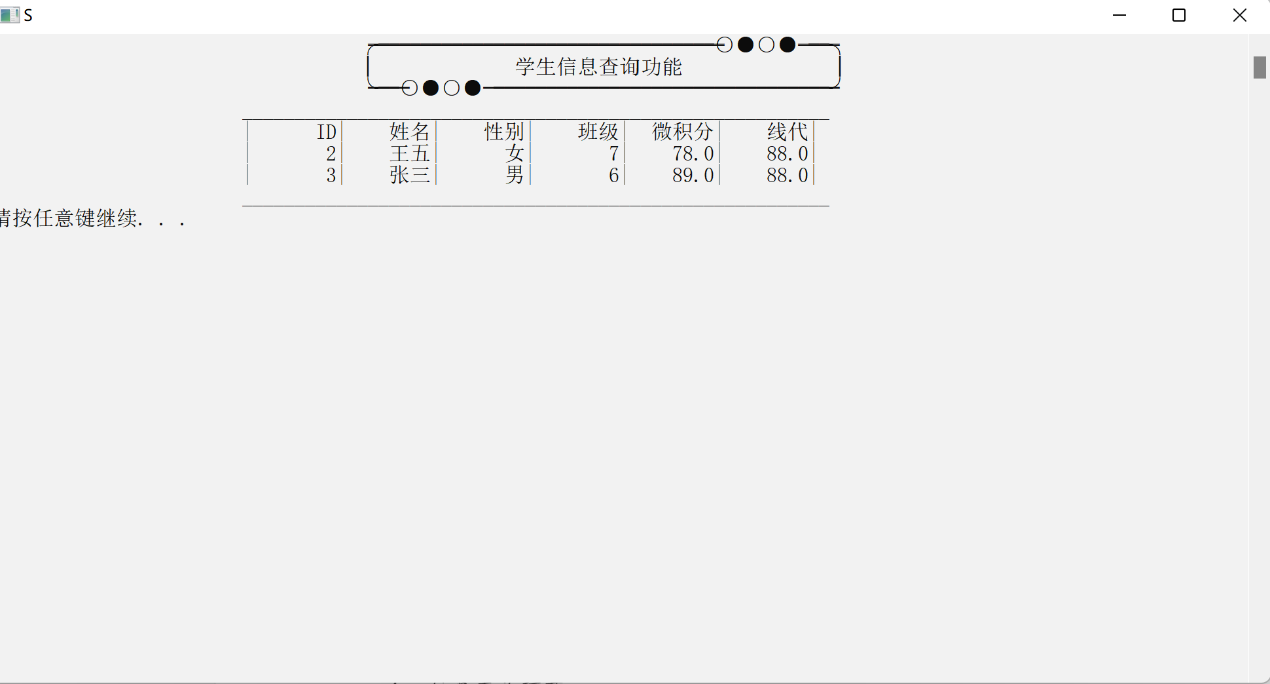 S
学生信息查询功能
ID 姓名 性别 班级 微积分 线代
2 王五 女 7 78.0 88.0
3 张三 男 6 89.0 88.0
请按任意键继续. . .